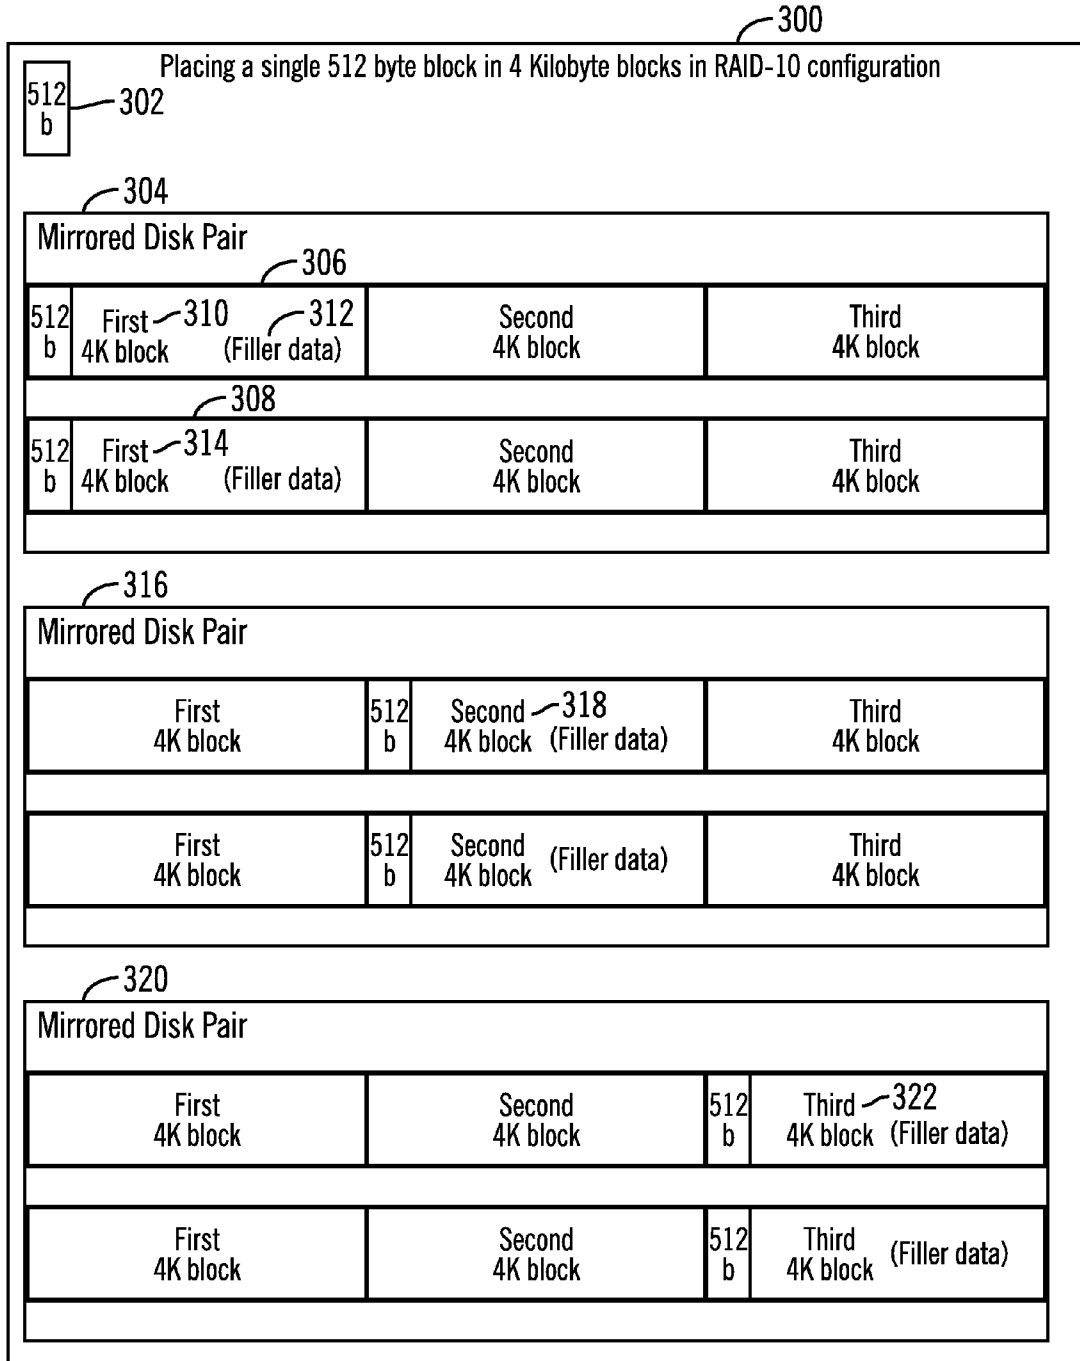 300
Placing a single 512 byte block in 4 Kilobyte blocks in RAID-10 configuration
512
b
302
304
Mirrored Disk Pair
306
512
b
First 310
4K block
312
(Filler data)
Second
4K block
Third
4K block
308
512
b
First 314
4K block
(Filler data)
Second
4K block
Third
4K block
316
Mirrored Disk Pair
First
4K block
512
b
Second 318
4K block (Filler data)
Third
4K block
First
4K block
512
b
Second
4K block
(Filler data)
Third
4K block
320
Mirrored Disk Pair
First
4K block
Second
4K block
512
b
Third 322
4K block (Filler data)
First
4K block
Second
4K block
512
b
Third
4K block
(Filler data)